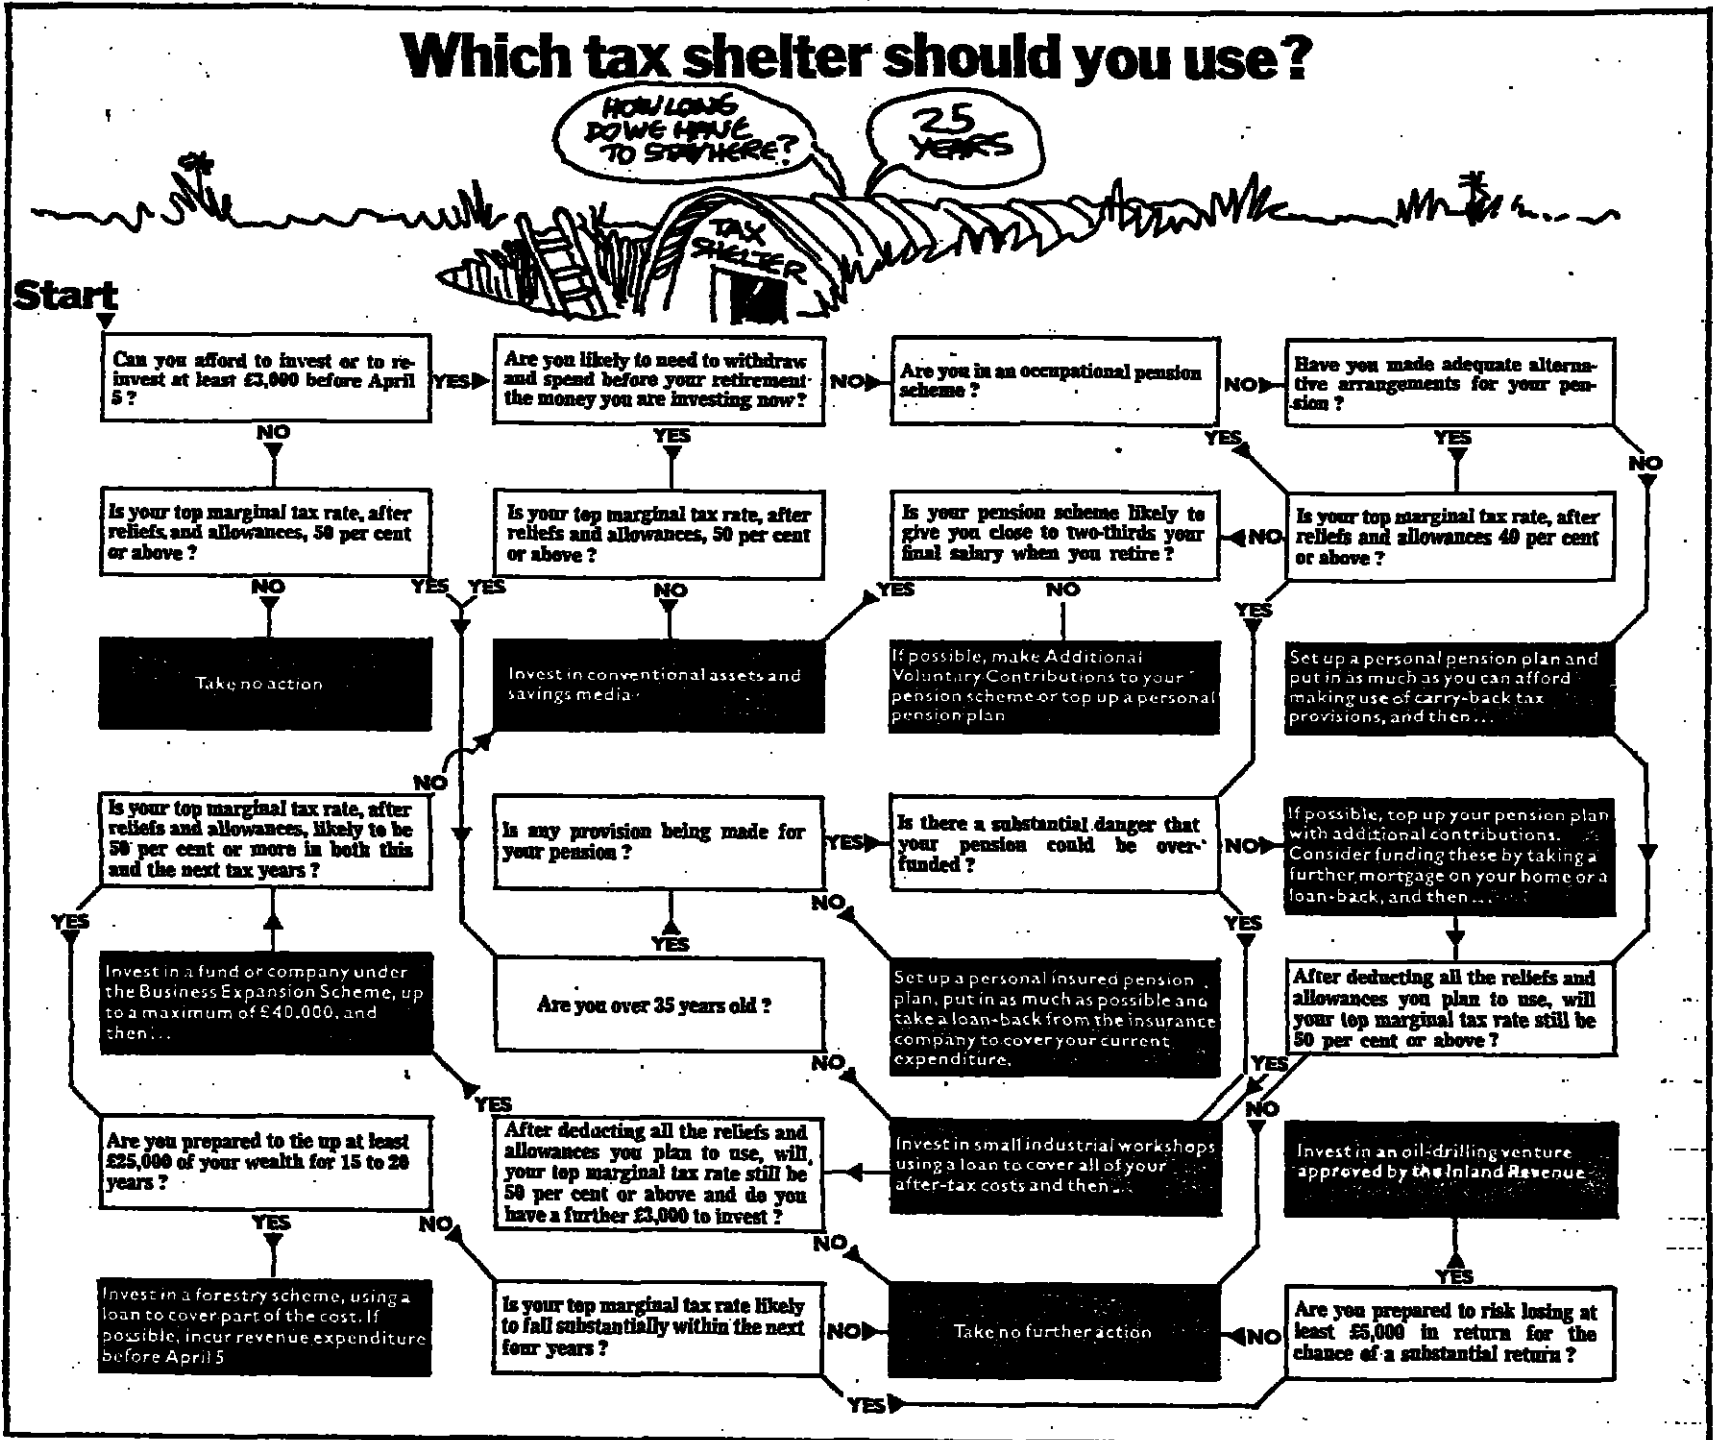 Which tax shelter should you use?
HOW LONG
DO WE HAVE
TO STAY HERE?
25
YEARS
TAX
SHELTER
Start
Can you afford to invest or to re-
invest at least £3,000 before April
5?
YES
Are you likely to need to withdraw
and spend before your retirement
the money you are investing now?
NO
Are you in an occupational pension
scheme?
NO
Have you made adequate alterna-
tive arrangements for your pen-
sion?
NO
YES
YES
YES
NO
Is your top marginal tax rate, after
reliefs and allowances, 50 per cent
or above?
Is your top marginal tax rate, after
reliefs and allowances, 50 per cent
or above?
Is your pension scheme likely to
give you close to two-thirds your
final salary when you retire?
NO
Is your top marginal tax rate, after
reliefs and allowances 40 per cent
or above?
NO
YES
YES
NO
YES
NO
YES
Take no action
Invest in conventional assets and
savings media
If possible, make Additional
Voluntary Contributions to your
pension scheme or top up a personal
pension plan
Set up a personal pension plan and
put in as much as you can afford
making use of carry-back tax
provisions, and then...
NO
Is your top marginal tax rate, after
reliefs and allowances, likely to be
50 per cent or more in both this
and the next tax years?
Is any provision being made for
your pension?
YES
Is there a substantial danger that
your pension could be over-
funded?
NO
If possible, top up your pension plan
with additional contributions.
Consider funding these by taking a
further mortgage on your home or a
loan-back, and then...
YES
YES
NO
YES
Invest in a fund or company under
the Business Expansion Scheme, up
to a maximum of £40,000, and
then...
Are you over 35 years old?
Set up a personal insured pension
plan, put in as much as possible and
take a loan-back from the insurance
company to cover your current
expenditure.
After deducting all the reliefs and
allowances you plan to use, will
your top marginal tax rate still be
50 per cent or above?
YES
NO
YES
NO
Are you prepared to tie up at least
£25,000 of your wealth for 15 to 20
years?
After deducting all the reliefs and
allowances you plan to use, will
your top marginal tax rate still be
50 per cent or above and do you
have a further £3,000 to invest?
Invest in small industrial workshops
using a loan to cover all of your
after-tax costs and then...
Invest in an oil-drilling venture
approved by the Inland Revenue
YES
NO
NO
YES
Invest in a forestry scheme, using a
loan to cover part of the cost. If
possible, incur revenue expenditure
before April 5
Is your top marginal tax rate likely
to fall substantially within the next
four years?
NO
Take no further action
NO
Are you prepared to risk losing at
least £5,000 in return for the
chance of a substantial return?
YES